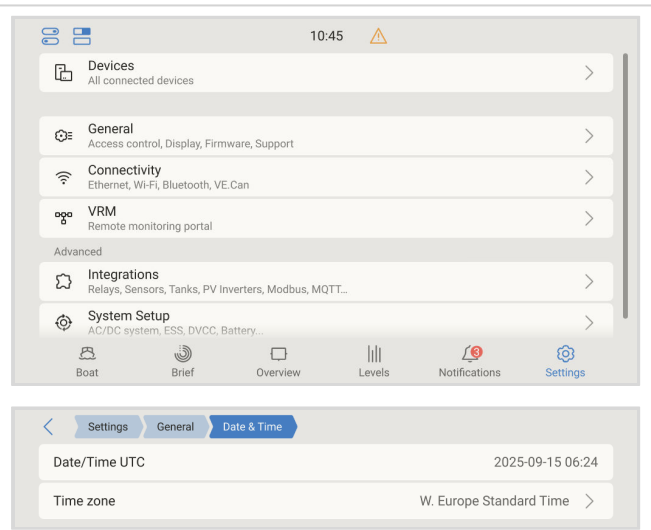 10:45
Devices
All connected devices
General
Access control, Display, Firmware, Support
Connectivity
Ethernet, Wi-Fi, Bluetooth, VE.Can
VRM
Remote monitoring portal
Advanced
Integrations
Relays, Sensors, Tanks, PV Inverters, Modbus, MQTT...
System Setup
AC/DC system, ESS, DVCC, Battery...
3
Boat Brief Overview Levels Notifications Settings
Settings General Date & Time
Date/Time UTC 2025-09-15 06:24
Time zone W. Europe Standard Time